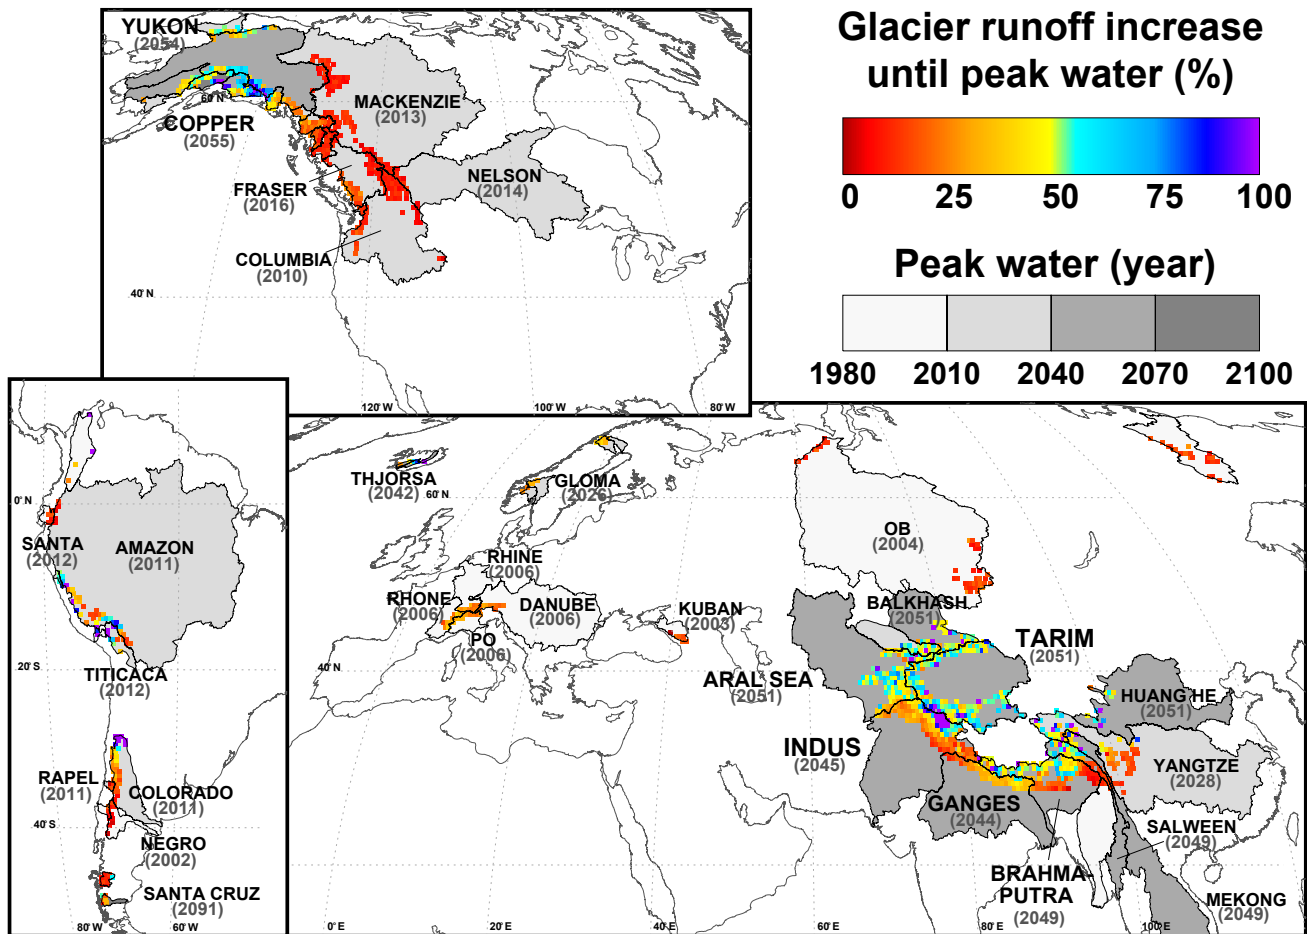 Glacier runoff increase
until peak water (%)
0 25 50 75 100
Peak water (year)
1980 2010 2040 2070 2100
YUKON
(2054)
60° N
COPPER
(2055)
MACKENZIE
(2013)
FRASER
(2016)
NELSON
(2014)
COLUMBIA
(2010)
40° N
120° W 100° W 80° W
0° N
SANTA
(2012)
AMAZON
(2011)
20° S
TITICACA
(2012)
RAPEL
(2011)
COLORADO
(2011)
40° S
NEGRO
(2002)
SANTA CRUZ
(2091)
80° W 60° W
THJORSA
(2042)
60° N
GLOMA
(2026)
RHINE
(2006)
RHONE
(2006)
DANUBE
(2006)
PO
(2006)
KUBAN
(2003)
40° N
OB
(2004)
BALKHASH
(2051)
TARIM
(2051)
ARAL SEA
(2051)
HUANG HE
(2051)
INDUS
(2045)
YANGTZE
(2028)
GANGES
(2044)
SALWEEN
(2049)
BRAHMA-
PUTRA
(2049)
MEKONG
(2049)
0° E 20° E 40° E 60° E 80° E 100° E